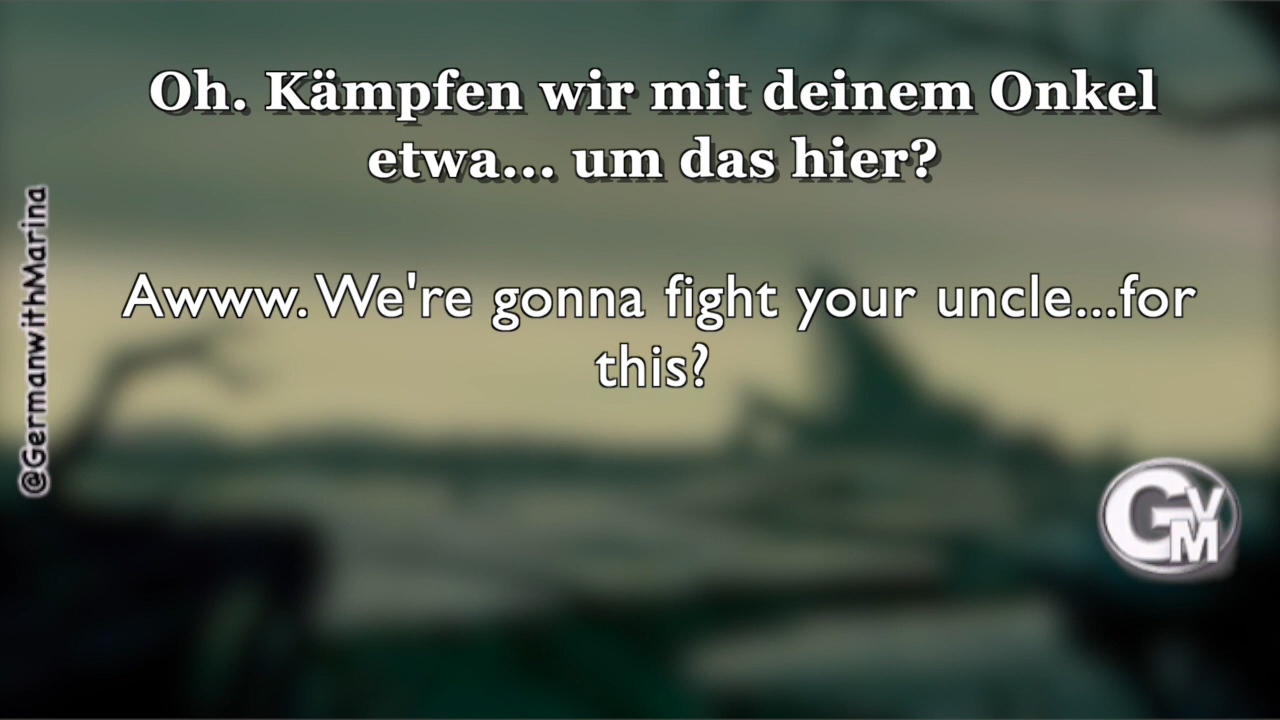 Oh. Kämpfen wir mit deinem Onkel
etwa... um das hier?
Awww. We're gonna fight your uncle...for
this?
@GermanwithMarina
GVM